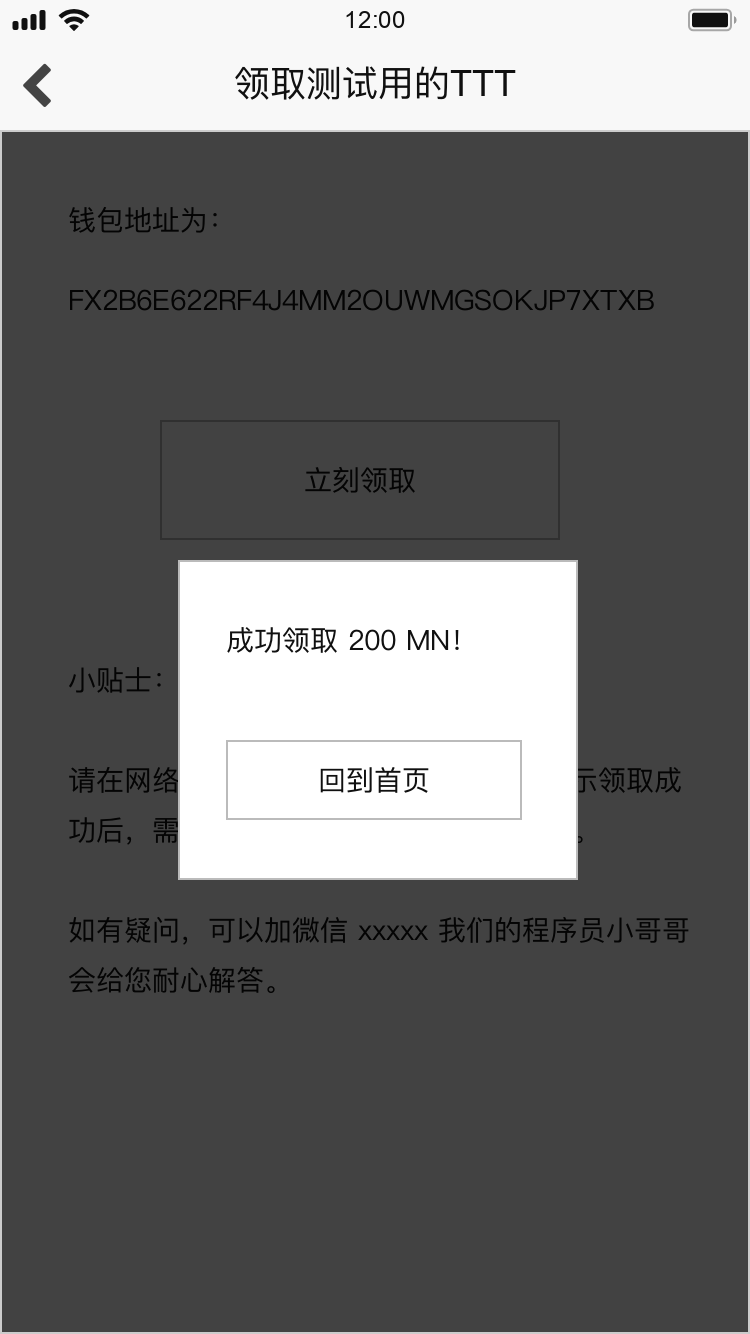 12:00
领取测试用的TTT
钱包地址为：
FX2B6E622RF4J4MM2OUWMGSOKJP7XTXB
立刻领取
成功领取 200 MN！
小贴士：
回到首页
请在网络 示领取成
功后，需 。
如有疑问，可以加微信 xxxxx 我们的程序员小哥哥
会给您耐心解答。